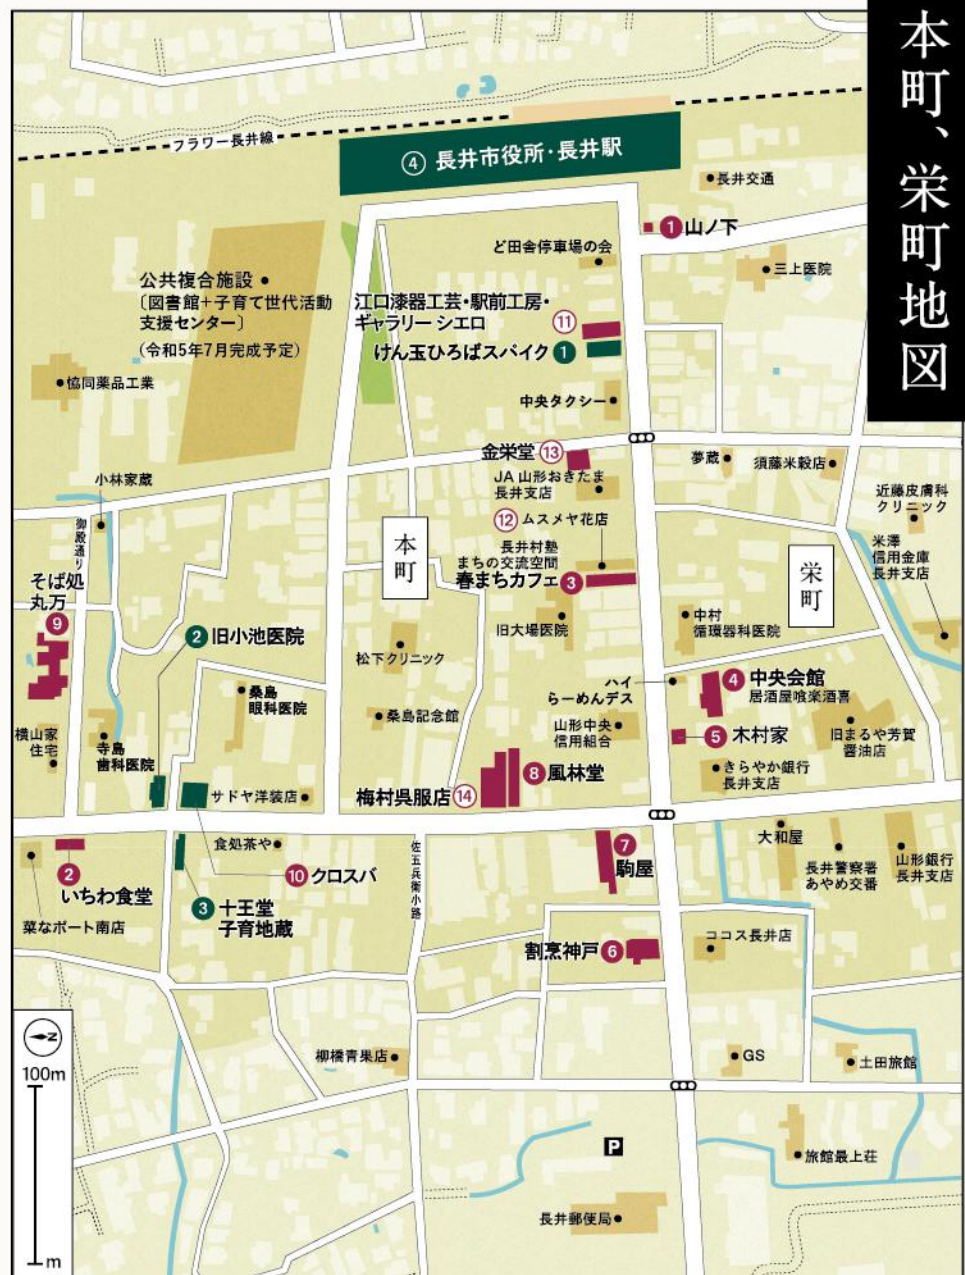 本町、栄町地図
フラワー長井線
④ 長井市役所・長井駅
長井交通
❶ 山ノ下
ど田舎停車場の会
三上医院
公共複合施設
〔図書館+子育て世代活動
支援センター〕
(令和5年7月完成予定)
江口漆器工芸・駅前工房・
ギャラリー シエロ
⑪
けん玉ひろばスパイク ❶
協同薬品工業
中央タクシー
金栄堂 ⑬
夢蔵
須藤米穀店
JA 山形おきたま
長井支店
小林家蔵
近藤皮膚科
クリニック
⑫ ムスメヤ花店
御殿通り
本町
長井村塾
まちの交流空間
春まちカフェ ❸
栄町
米澤
信用金庫
長井支店
そば処
丸万
❾
❷ 旧小池医院
旧大場医院
中村
循環器科医院
松下クリニック
桑島
眼科医院
ハイ
らーめんデス
❹ 中央会館
居酒屋喰楽酒喜
桑島記念館
山形中央
信用組合
❺ 木村家
旧まるや芳賀
醤油店
横山家
住宅
寺島
歯科医院
きらやか銀行
長井支店
❽ 風林堂
サドヤ洋装店
梅村呉服店 ⑭
食処茶や
佐五兵衛小路
❼
駒屋
大和屋
長井警察署
あやめ交番
山形銀行
長井支店
❷
いちわ食堂
❿ クロスバ
菜なポート南店
❸ 十王堂
子育地蔵
割烹神戸 ❻
ココス長井店
N
100m
柳橋青果店
GS
土田旅館
P
旅館最上荘
長井郵便局
m